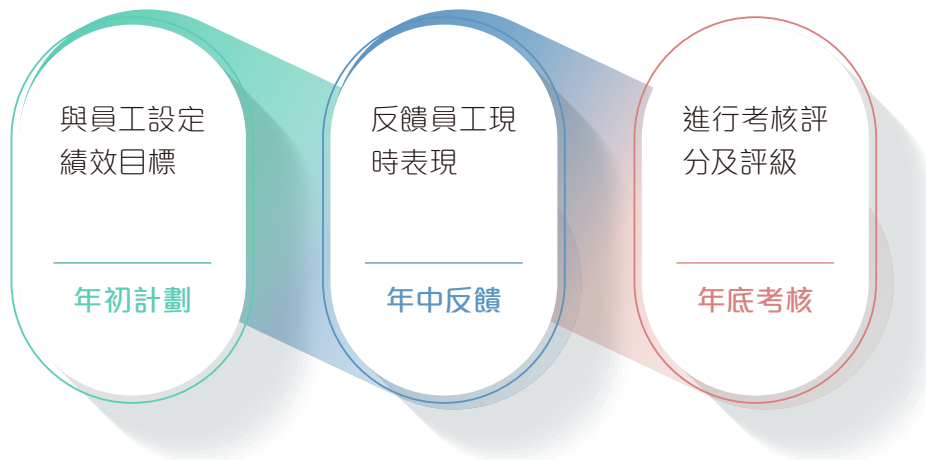 與員工設定
績效目標
年初計劃
反饋員工現
時表現
年中反饋
進行考核評
分及評級
年底考核